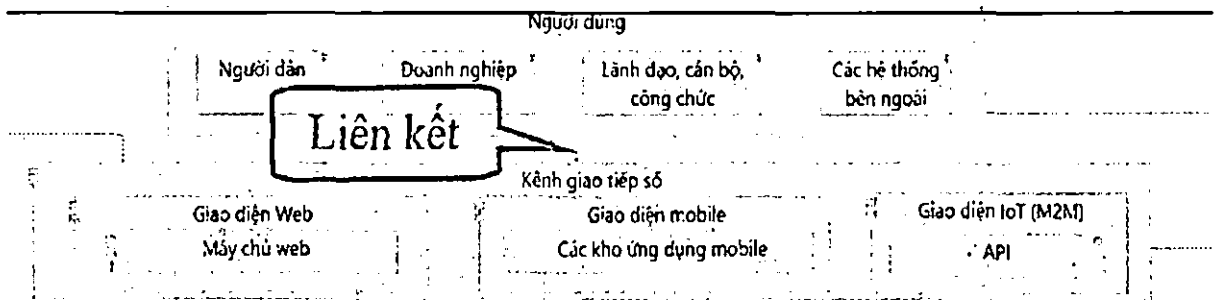 Người dùng
Người dân
Doanh nghiệp
Lãnh đạo, cán bộ,
công chức
Các hệ thống
bên ngoài
Liên kết
Kênh giao tiếp số
Giao diện Web
Giao diện mobile
Giao diện IoT (M2M)
Máy chủ web
Các kho ứng dụng mobile
API